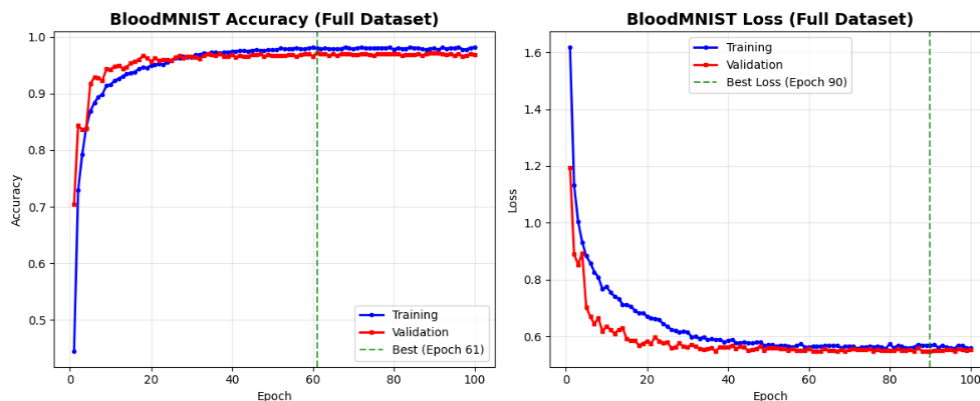 BloodMNIST Accuracy (Full Dataset)
1.0
0.9
0.8
0.7
0.6
0.5
Accuracy
0
20
40
60
80
100
Epoch
Training
Validation
Best (Epoch 61)
BloodMNIST Loss (Full Dataset)
1.6
1.4
1.2
1.0
0.8
0.6
Loss
0
20
40
60
80
100
Epoch
Training
Validation
Best Loss (Epoch 90)